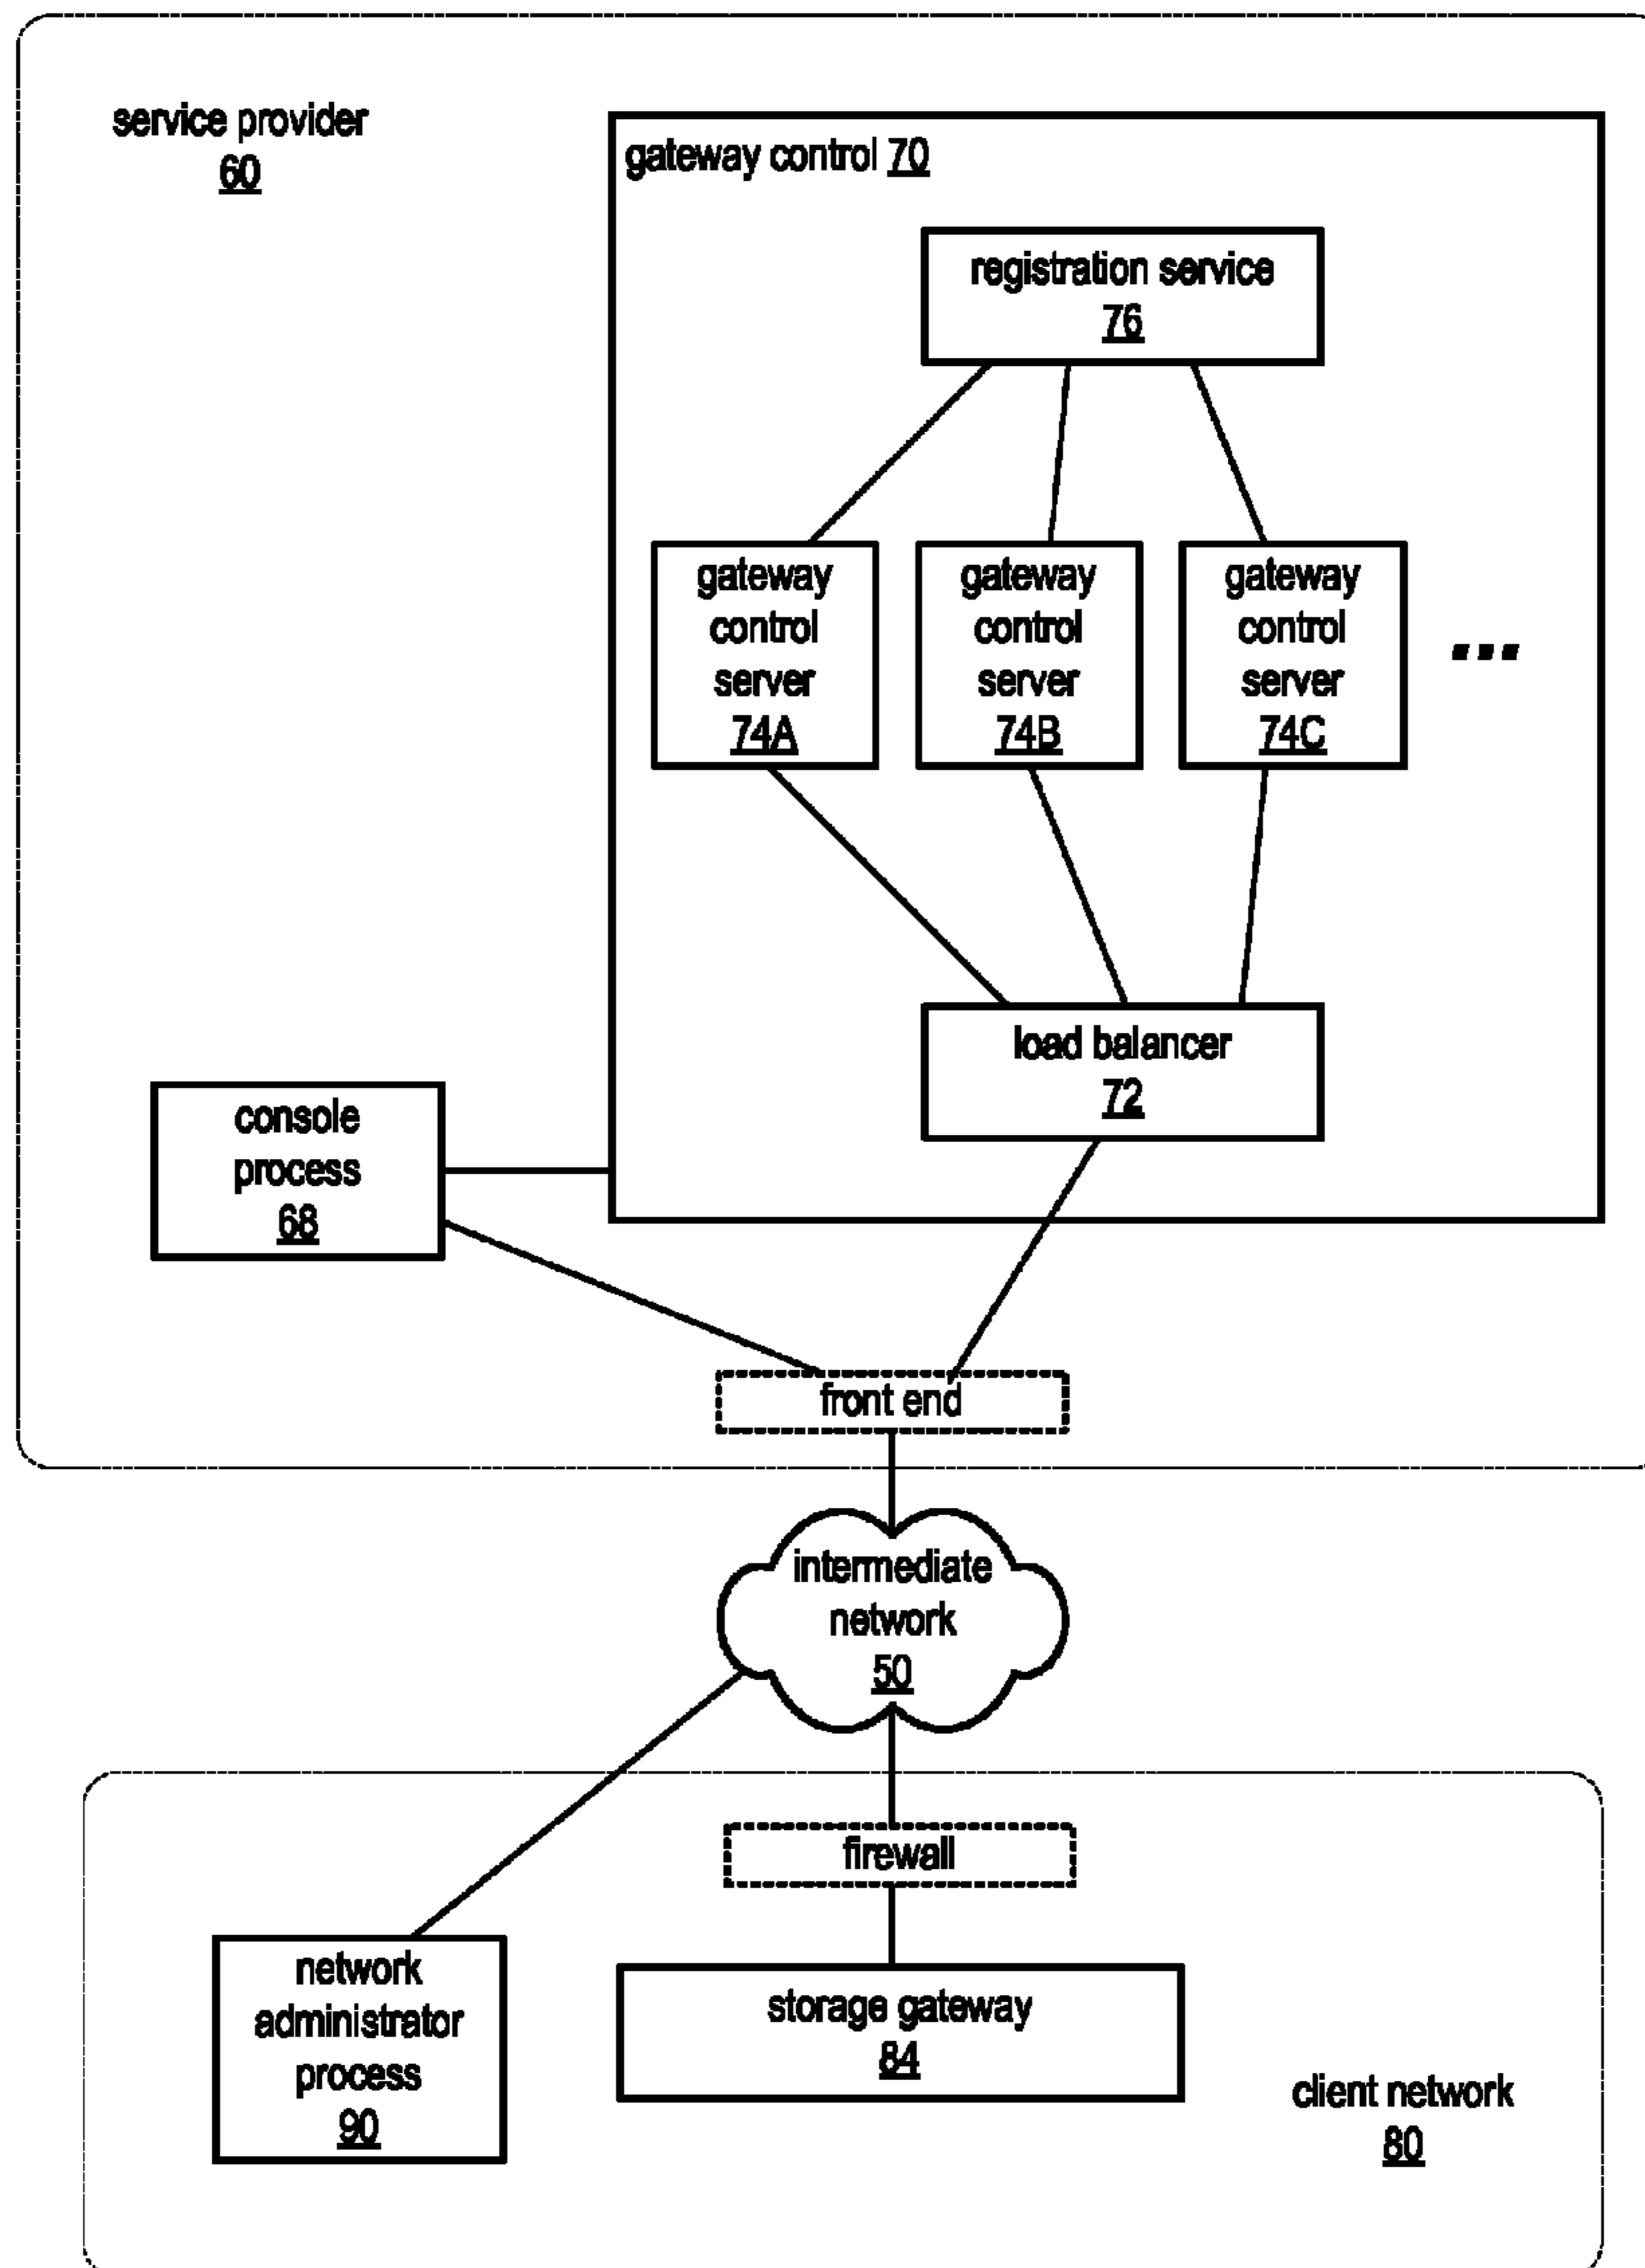 service provider
60
gateway control 70
registration service
76
gateway
control
server
74A
gateway
control
server
74B
gateway
control
server
74C
...
load balancer
72
console
process
68
front end
intermediate
network
50
firewall
network
administrator
process
90
storage gateway
84
client network
80